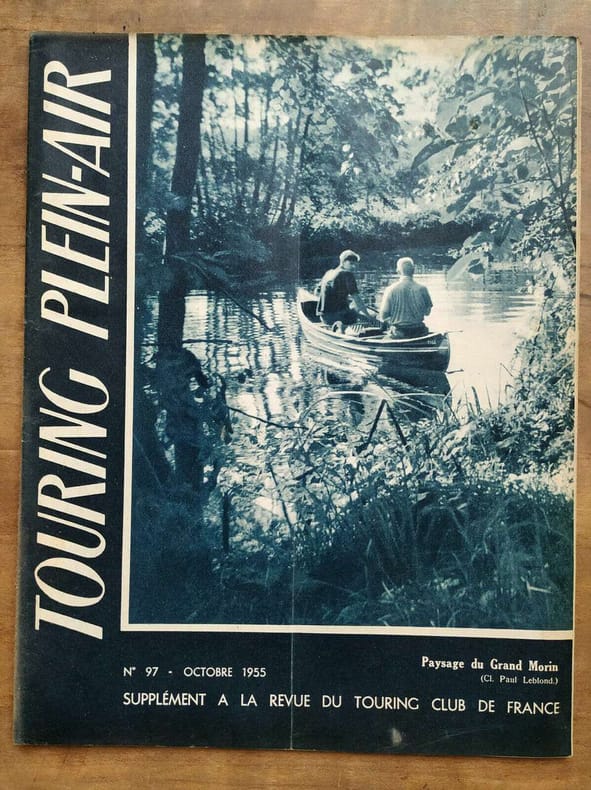 TOURING PLEIN-AIR
N° 97 - OCTOBRE 1955
Paysage du Grand Morin
(Cl. Paul Leblond.)
SUPPLÉMENT A LA REVUE DU TOURING CLUB DE FRANCE